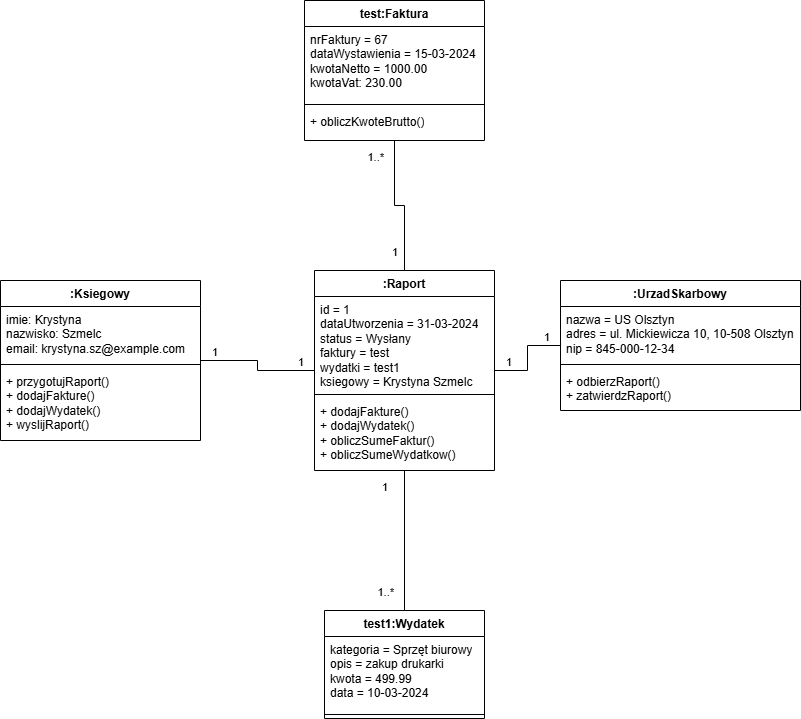 test:Faktura
nrFaktury = 67
dataWystawienia = 15-03-2024
kwotaNetto = 1000.00
kwotaVat: 230.00
+ obliczKwoteBrutto()
1..*
1
:Ksiegowy
imie: Krystyna
nazwisko: Szmelc
email: krystyna.sz@example.com
+ przygotujRaport()
+ dodajFakture()
+ dodajWydatek()
+ wyslijRaport()
1
1
:Raport
id = 1
dataUtworzenia = 31-03-2024
status = Wysłany
faktury = test
wydatki = test1
ksiegowy = Krystyna Szmelc
+ dodajFakture()
+ dodajWydatek()
+ obliczSumeFaktur()
+ obliczSumeWydatkow()
1
1
:UrzadSkarbowy
nazwa = US Olsztyn
adres = ul. Mickiewicza 10, 10-508 Olsztyn
nip = 845-000-12-34
+ odbierzRaport()
+ zatwierdzRaport()
1
1..*
test1:Wydatek
kategoria = Sprzęt biurowy
opis = zakup drukarki
kwota = 499.99
data = 10-03-2024